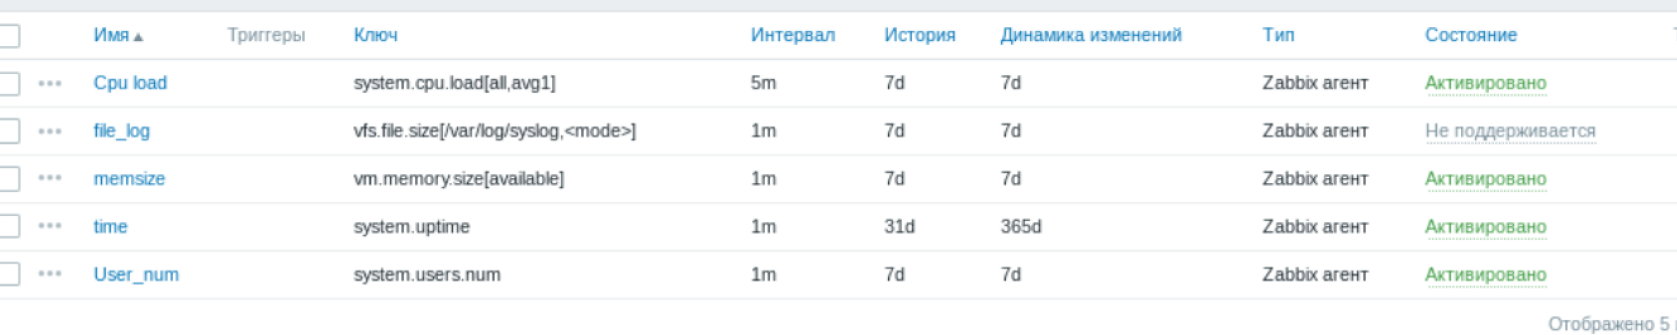 Имя▲ Триггеры Ключ Интервал История Динамика изменений Тип Состояние
Cpu load system.cpu.load[all,avg1] 5m 7d 7d Zabbix агент Активировано
file_log vfs.file.size[/var/log/syslog,<mode>] 1m 7d 7d Zabbix агент Не поддерживается
memsize vm.memory.size[available] 1m 7d 7d Zabbix агент Активировано
time system.uptime 1m 31d 365d Zabbix агент Активировано
User_num system.users.num 1m 7d 7d Zabbix агент Активировано
Отображено 5